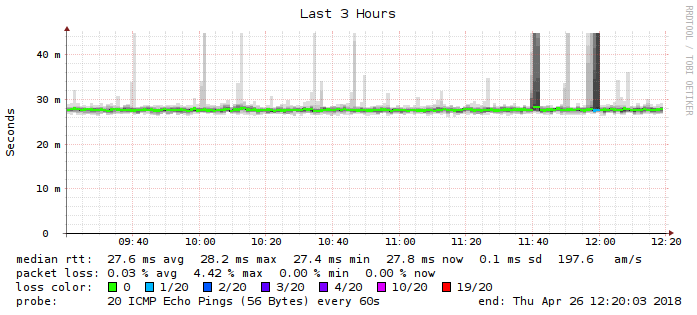 Last 3 Hours
RRDTOOL / TOBI OETIKER
Seconds
40 m
30 m
20 m
10 m
0
09:40 10:00 10:20 10:40 11:00 11:20 11:40 12:00 12:20
median rtt: 27.6 ms avg 28.2 ms max 27.4 ms min 27.8 ms now 0.1 ms sd 197.6 am/s
packet loss: 0.03 % avg 4.42 % max 0.00 % min 0.00 % now
loss color: 0 1/20 2/20 3/20 4/20 10/20 19/20
probe: 20 ICMP Echo Pings (56 Bytes) every 60s end: Thu Apr 26 12:20:03 2018